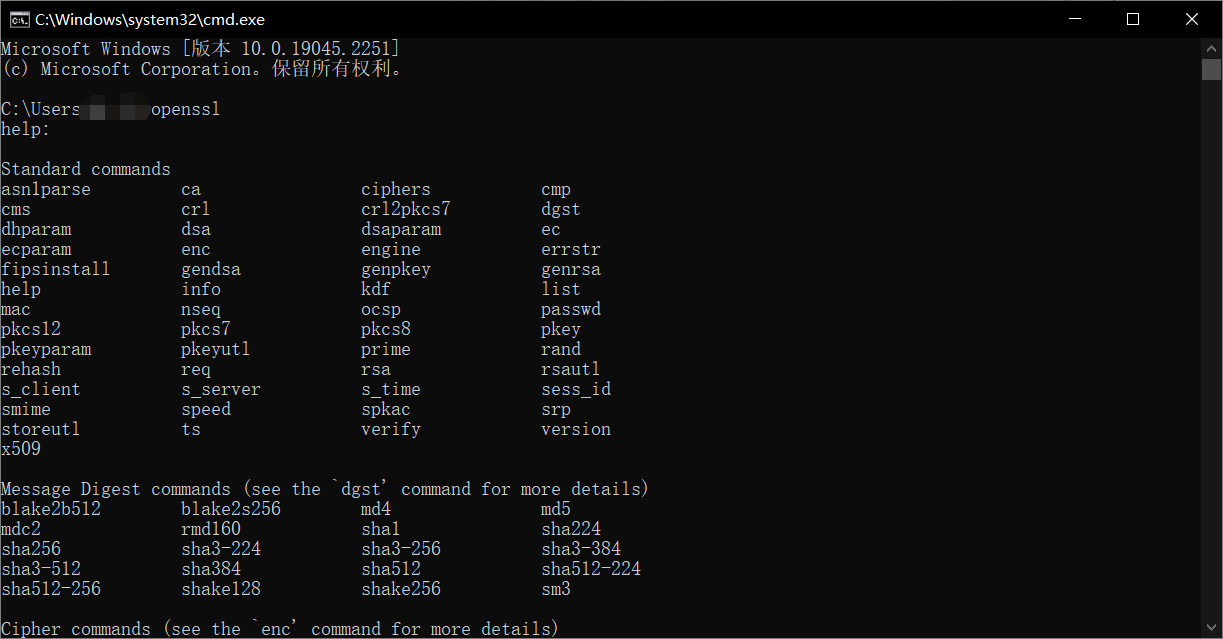 C:\Windows\system32\cmd.exe
Microsoft Windows [版本 10.0.19045.2251]
(c) Microsoft Corporation。保留所有权利。
C:\Users openssl
help:
Standard commands
asn1parse ca ciphers cmp
cms crl crl2pkcs7 dgst
dhparam dsa dsaparam ec
ecparam enc engine errstr
fipsinstall gendsa genpkey genrsa
help info kdf list
mac nseq ocsp passwd
pkcs12 pkcs7 pkcs8 pkey
pkeyparam pkeyutl prime rand
rehash req rsa rsautl
s_client s_server s_time sess_id
smime speed spkac srp
storeutl ts verify version
x509
Message Digest commands (see the `dgst' command for more details)
blake2b512 blake2s256 md4 md5
mdc2 rmd160 sha1 sha224
sha256 sha3-224 sha3-256 sha3-384
sha3-512 sha384 sha512 sha512-224
sha512-256 shake128 shake256 sm3
Cipher commands (see the `enc' command for more details)